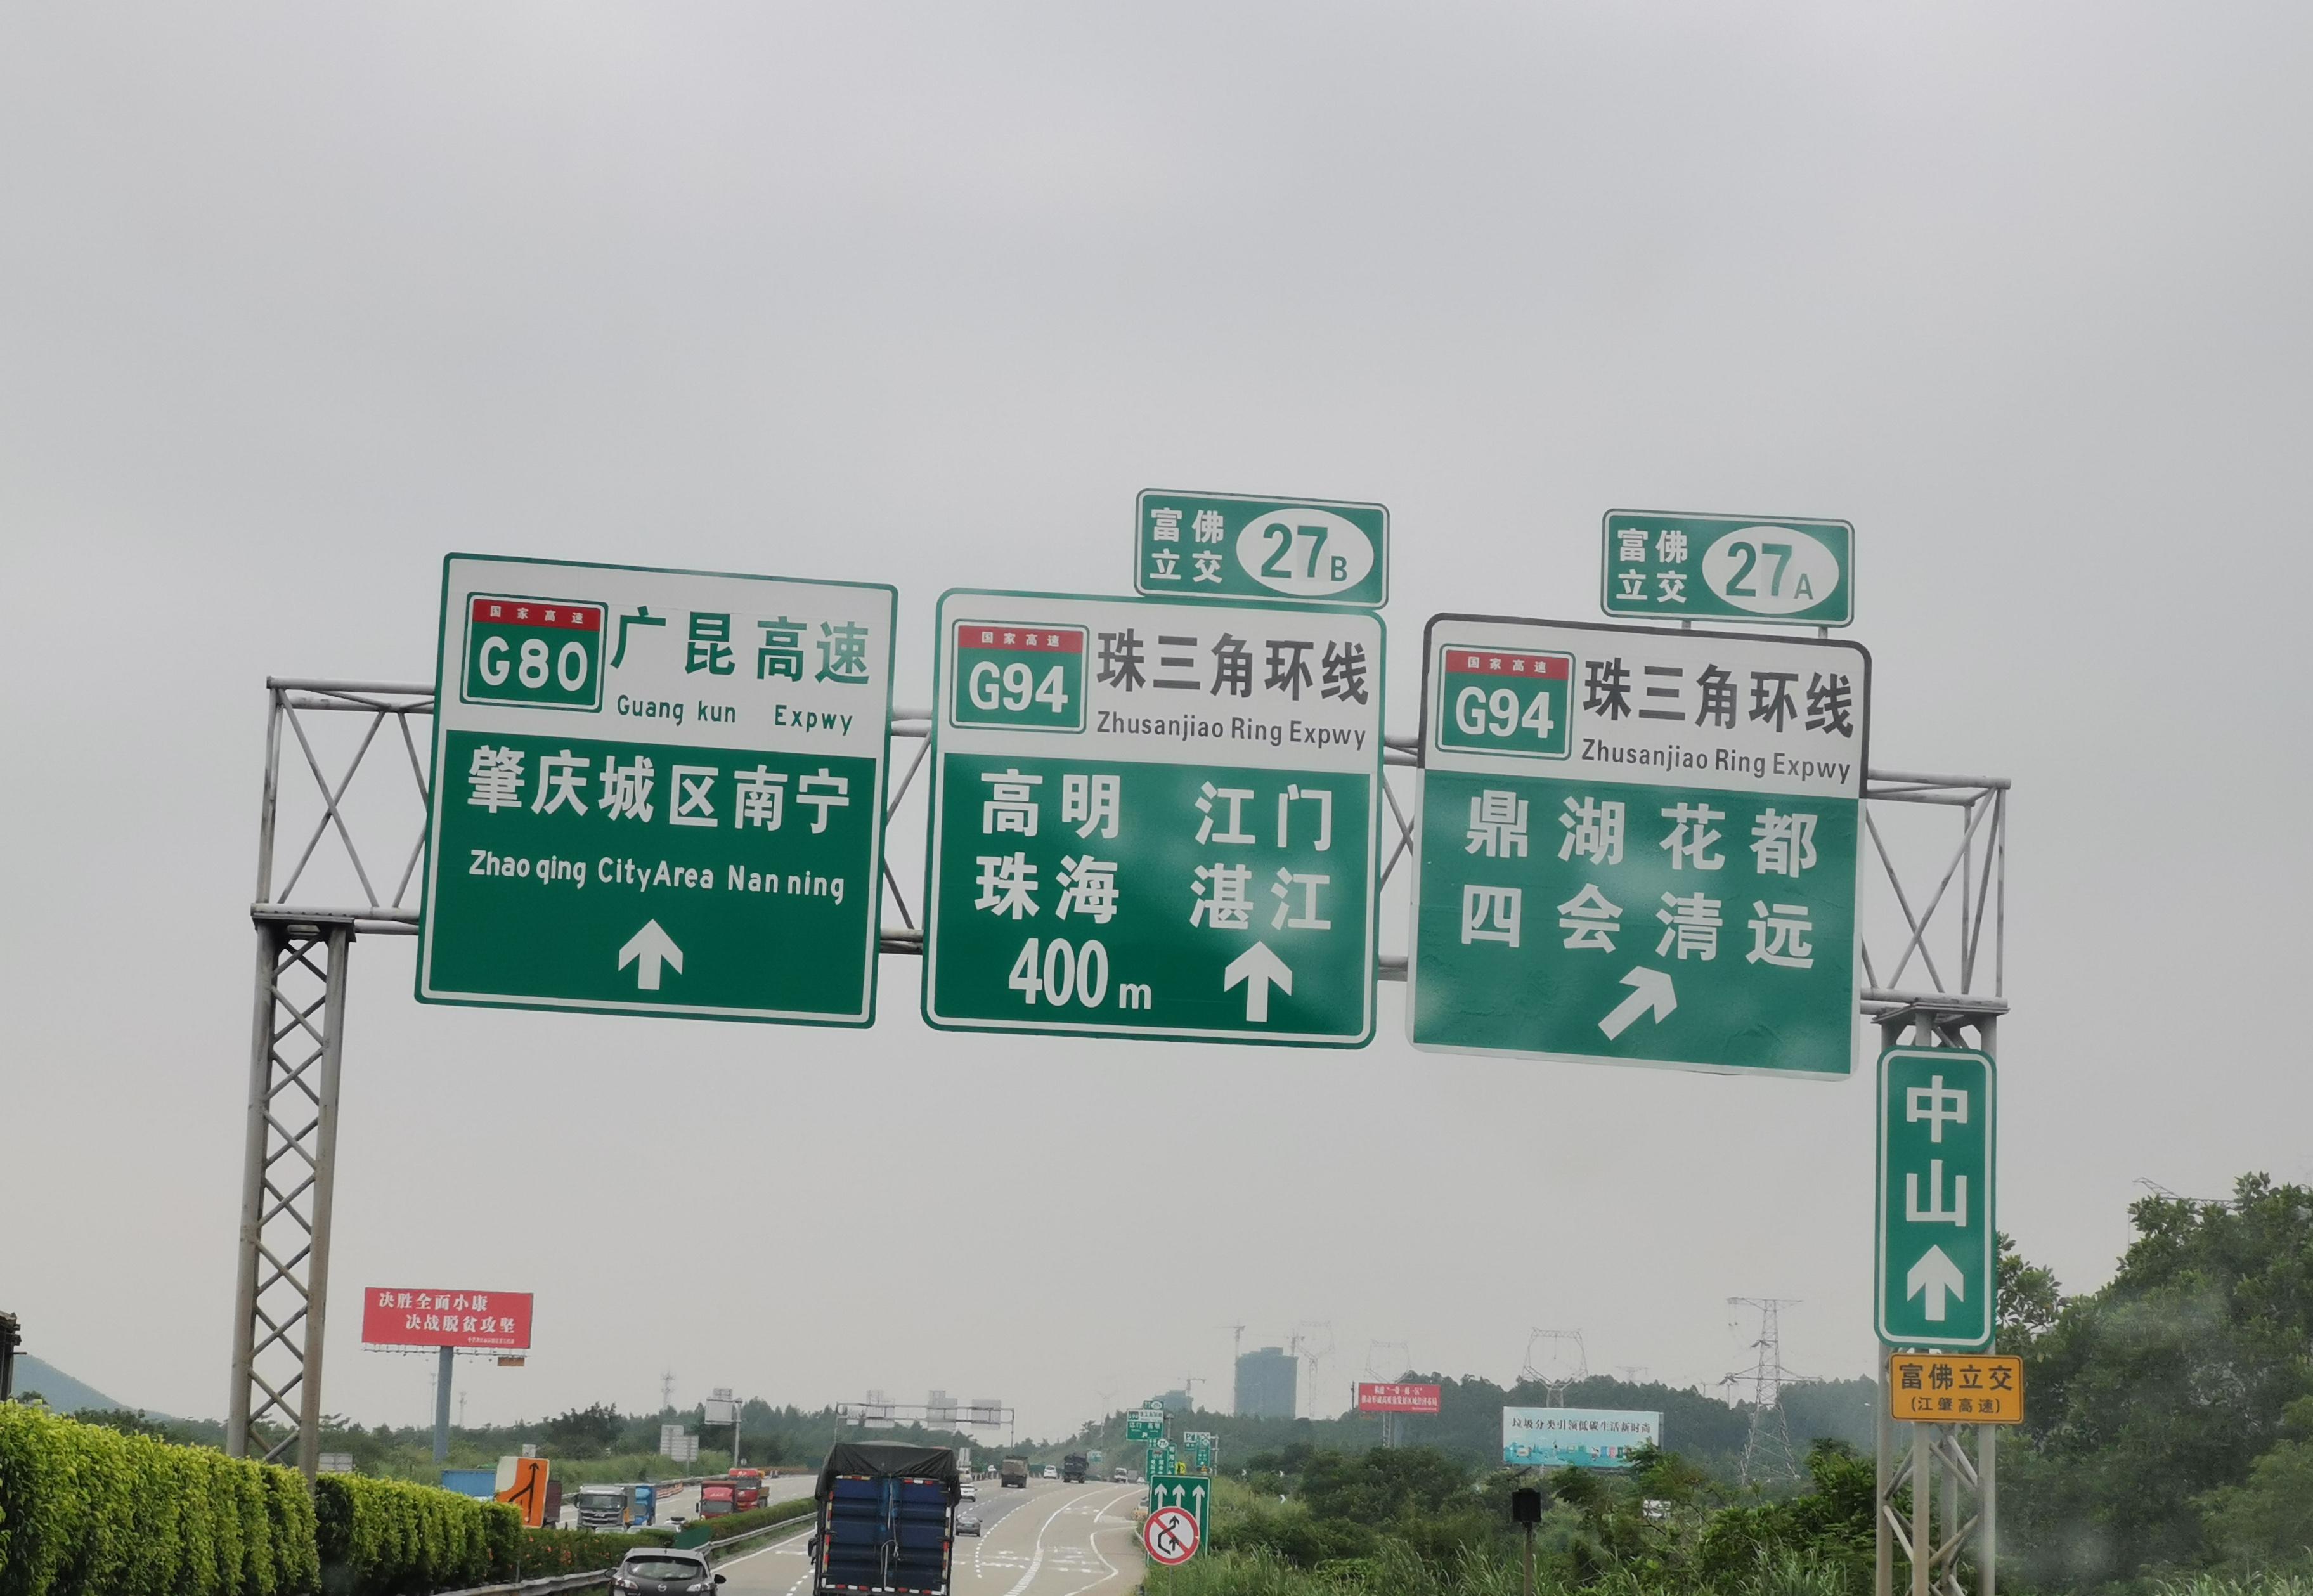 国家高速
G80
广昆高速
Guang kun Expwy
肇庆城区南宁
Zhao qing City Area Nan ning
富佛
立交
27B
国家高速
G94
珠三角环线
Zhusanjiao Ring Expwy
高明 江门
珠海 湛江
400m
富佛
立交
27A
国家高速
G94
珠三角环线
Zhusanjiao Ring Expwy
鼎湖花都
四会清远
中山
富佛立交
(江肇高速)
决胜全面小康
决战脱贫攻坚
垃圾分类引领低碳生活新时尚